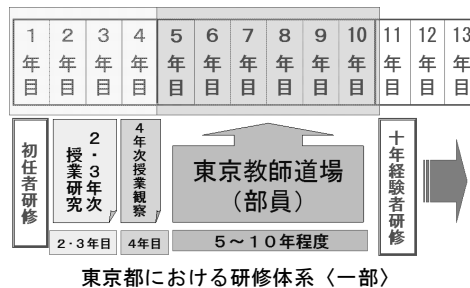 1年目 2年目 3年目 4年目 5年目 6年目 7年目 8年目 9年目 10年目 11年目 12年目 13年目
初任者研修
2・3年次授業研究
4年次授業観察
東京教師道場
（部員）
十年経験者研修
2・3年目
4年目
5～10年程度
東京都における研修体系〈一部〉